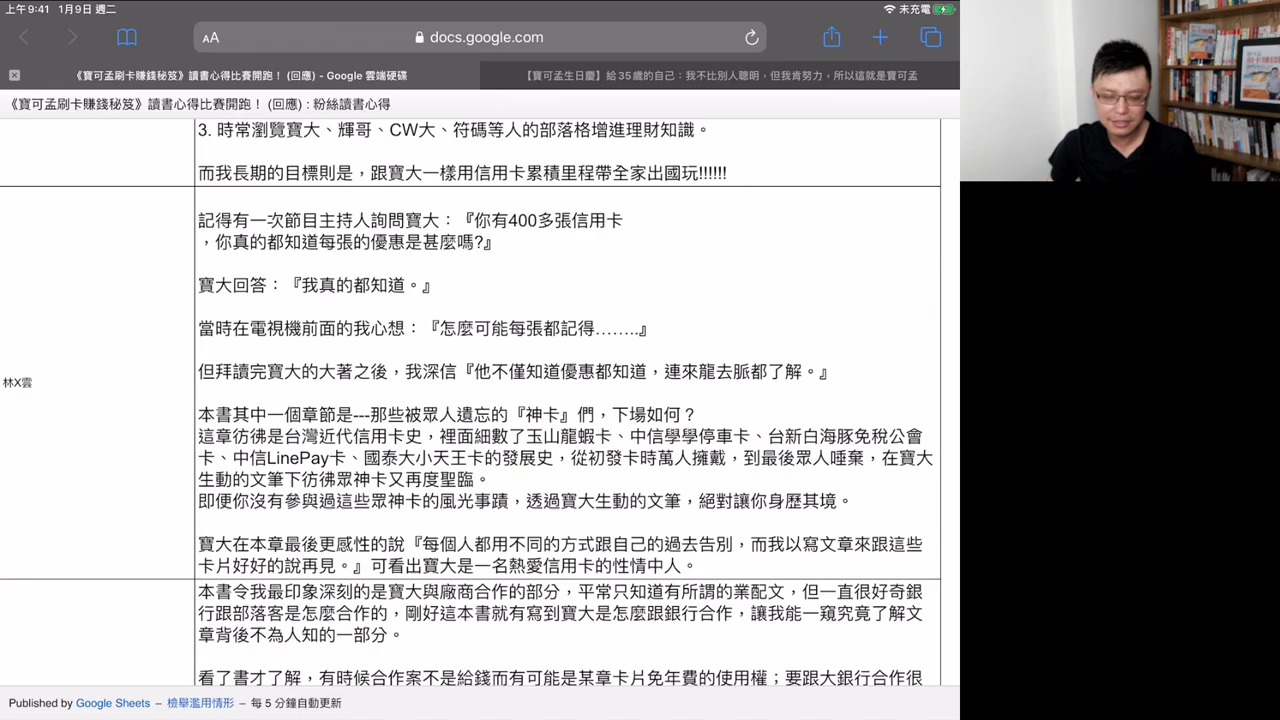 上午9:41 1月9日 週二
未充電
AA
docs.google.com
《寶可孟刷卡賺錢秘笈》讀書心得比賽開跑！ (回應) - Google 雲端硬碟
【寶可孟生日慶】給35歲的自己：我不比別人聰明，但我肯努力，所以這就是寶可孟
《寶可孟刷卡賺錢秘笈》讀書心得比賽開跑！ (回應) : 粉絲讀書心得
3. 時常瀏覽寶大、輝哥、CW大、符碼等人的部落格增進理財知識。
而我長期的目標則是，跟寶大一樣用信用卡累積里程帶全家出國玩!!!!!!
林X雲
記得有一次節目主持人詢問寶大：『你有400多張信用卡
，你真的都知道每張的優惠是甚麼嗎?』
寶大回答：『我真的都知道。』
當時在電視機前面的我心想：『怎麼可能每張都記得........』
但拜讀完寶大的大著之後，我深信『他不僅知道優惠都知道，連來龍去脈都了解。』
本書其中一個章節是---那些被眾人遺忘的『神卡』們，下場如何？
這章彷彿是台灣近代信用卡史，裡面細數了玉山龍蝦卡、中信學學停車卡、台新白海豚免稅公會
卡、中信LinePay卡、國泰大小天王卡的發展史，從初發卡時萬人擁戴，到最後眾人唾棄，在寶大
生動的文筆下彷彿眾神卡又再度聖臨。
即便你沒有參與過這些眾神卡的風光事蹟，透過寶大生動的文筆，絕對讓你身歷其境。
寶大在本章最後更感性的說『每個人都用不同的方式跟自己的過去告別，而我以寫文章來跟這些
卡片好好的說再見。』可看出寶大是一名熱愛信用卡的性情中人。
本書令我最印象深刻的是寶大與廠商合作的部分，平常只知道有所謂的業配文，但一直很好奇銀
行跟部落客是怎麼合作的，剛好這本書就有寫到寶大是怎麼跟銀行合作，讓我能一窺究竟了解文
章背後不為人知的一部分。
看了書才了解，有時候合作案不是給錢而有可能是某章卡片免年費的使用權；要跟大銀行合作很
Published by Google Sheets – 檢舉濫用情形 – 每 5 分鐘自動更新